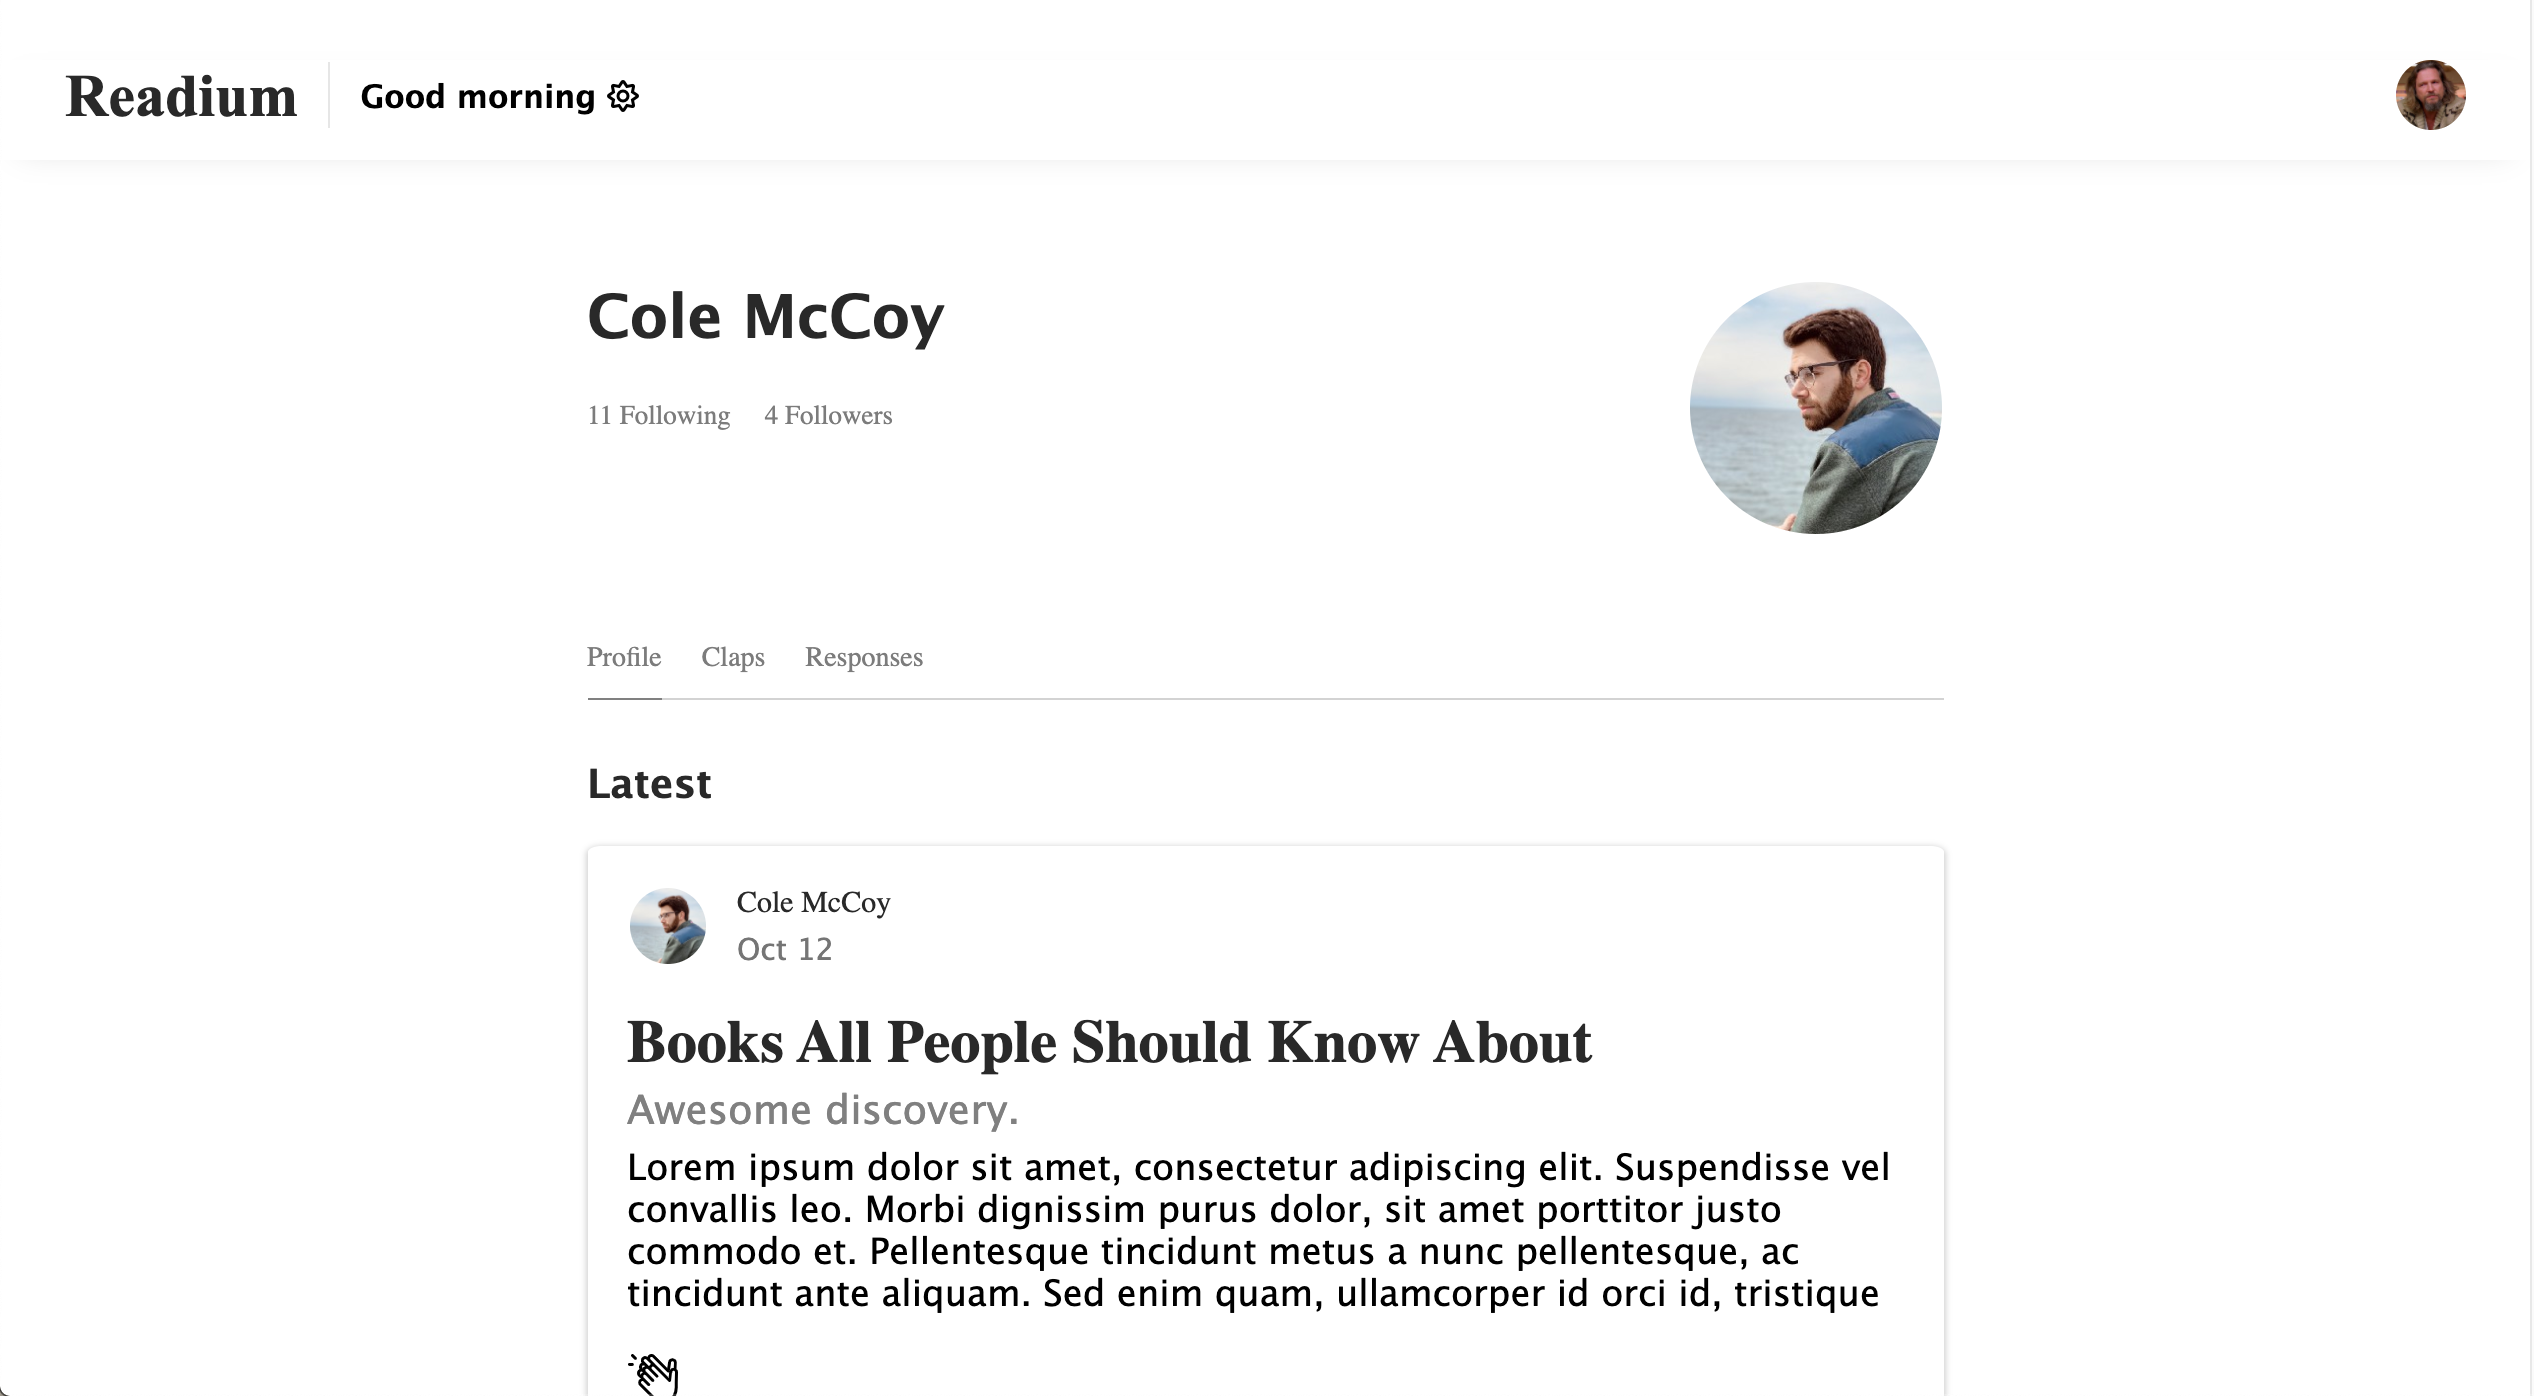 Readium
Good morning
Cole McCoy
11 Following 4 Followers
Profile Claps Responses
Latest
Cole McCoy
Oct 12
Books All People Should Know About
Awesome discovery.
Lorem ipsum dolor sit amet, consectetur adipiscing elit. Suspendisse vel
convallis leo. Morbi dignissim purus dolor, sit amet porttitor justo
commodo et. Pellentesque tincidunt metus a nunc pellentesque, ac
tincidunt ante aliquam. Sed enim quam, ullamcorper id orci id, tristique